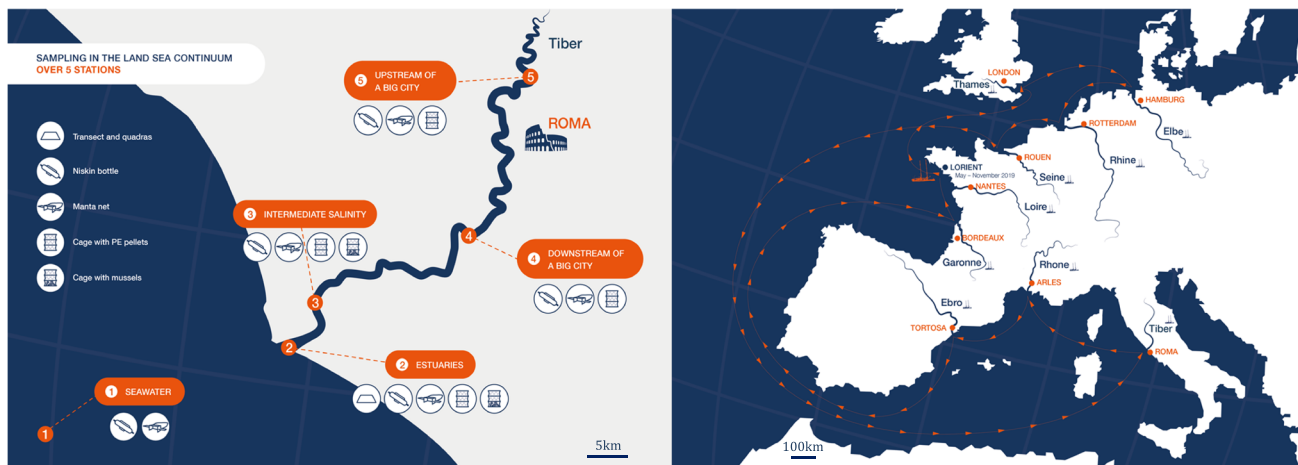 SAMPLING IN THE LAND SEA CONTINUUM
OVER 5 STATIONS
Transect and quadras
Niskin bottle
Manta net
Cage with PE pellets
Cage with mussels
Tiber
5 UPSTREAM OF
A BIG CITY
5
ROMA
3 INTERMEDIATE SALINITY
4
4 DOWNSTREAM OF
A BIG CITY
3
2
2 ESTUARIES
1 SEAWATER
1
5km
LONDON
Thames
HAMBURG
ROTTERDAM
Elbe
ROUEN
Rhine
LORIENT
May – November 2019
Seine
NANTES
Loire
BORDEAUX
Garonne
Rhone
ARLES
Ebro
TORTOSA
Tiber
ROMA
100km